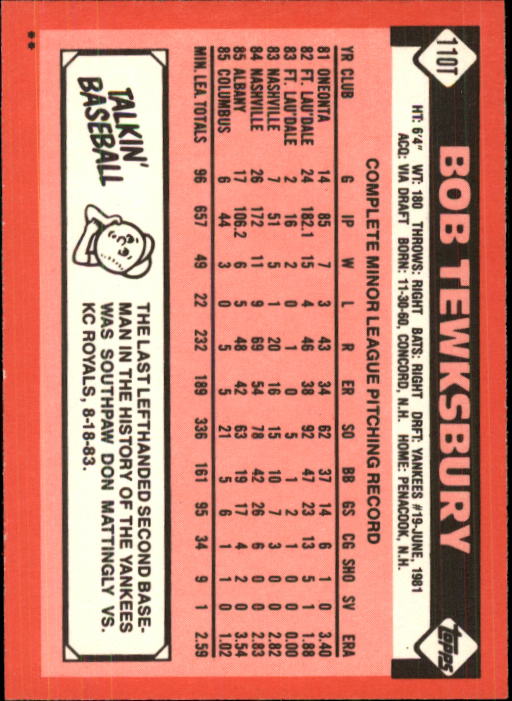 110T
BOB TEWKSBURY
topps
HT: 6'4" WT: 180 THROWS: RIGHT BATS: RIGHT DRFT: YANKEES #19-JUNE, 1981
ACQ: VIA DRAFT BORN: 11-30-60, CONCORD, N.H. HOME: PENACOOK, N.H.
COMPLETE MINOR LEAGUE PITCHING RECORD
YR CLUB G IP W L R ER SO BB GS CG SHO SV ERA
81 ONEONTA 14 85 7 3 43 34 62 37 14 6 1 0 3.40
82 FT. LAU'DALE 24 182.1 15 4 46 38 92 47 23 13 5 1 1.88
83 FT. LAU'DALE 2 16 2 0 1 0 5 1 2 1 0 0 0.00
83 NASHVILLE 7 51 5 1 20 16 15 10 7 3 0 0 2.82
84 NASHVILLE 26 172 11 9 69 54 78 42 26 6 0 0 2.83
85 ALBANY 17 106.2 6 5 48 42 63 19 17 4 2 0 3.54
85 COLUMBUS 6 44 3 0 5 5 21 5 6 1 1 0 1.02
MIN. LEA. TOTALS 96 657 49 22 232 189 336 161 95 34 9 1 2.59
TALKIN'
BASEBALL
THE LAST LEFTHANDED SECOND BASE-
MAN IN THE HISTORY OF THE YANKEES
WAS SOUTHPAW DON MATTINGLY VS.
KC ROYALS, 8-18-83.
**